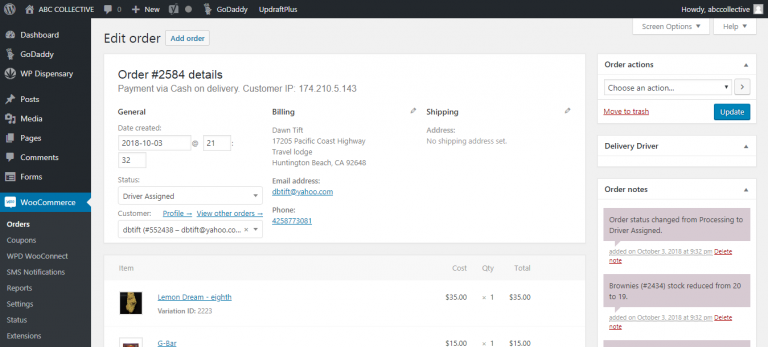 ABC COLLECTIVE 0 + New GoDaddy UpdraftPlus Howdy, abccollective
Screen Options ▼ Help ▼
Dashboard
GoDaddy
WP Dispensary
Posts
Media
Pages
Comments
Forms
WooCommerce
Orders
Coupons
WPD WooConnect
SMS Notifications
Reports
Settings
Status
Extensions
Edit order Add order
Order #2584 details
Payment via Cash on delivery. Customer IP: 174.210.5.143
General
Date created:
2018-10-03 @ 21 :
32
Status:
Driver Assigned
Customer: Profile → View other orders →
dbtift (#552438 – dbtift@yahoo.co... ×
Billing
Dawn Tift
17205 Pacific Coast Highway
Travel lodge
Huntington Beach, CA 92648
Email address:
dbtift@yahoo.com
Phone:
4258773081
Shipping
Address:
No shipping address set.
Item Cost Qty Total
Lemon Dream - eighth $35.00 × 1 $35.00
Variation ID: 2223
G-Bar $15.00 × 1 $15.00
Order actions
Choose an action...
Move to trash Update
Delivery Driver
Order notes
Order status changed from Processing to
Driver Assigned.
added on October 3, 2018 at 9:32 pm Delete
note
Brownies (#2434) stock reduced from 20
to 19.
added on October 3, 2018 at 9:32 pm Delete
note